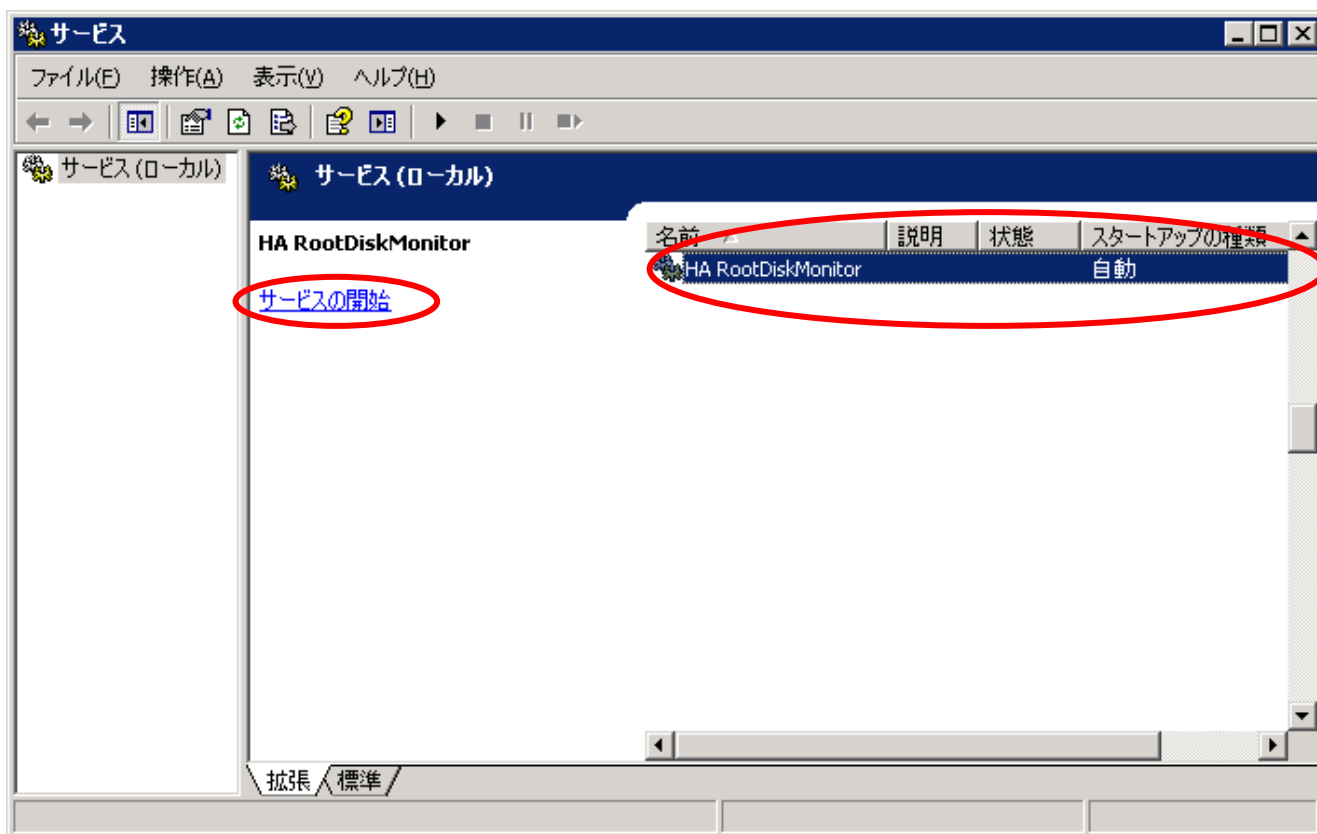 サービス
ファイル(F) 操作(A) 表示(V) ヘルプ(H)
サービス (ローカル)
サービス (ローカル)
HA RootDiskMonitor
サービスの開始
名前 説明 状態 スタートアップの種類
HA RootDiskMonitor 自動
拡張 標準